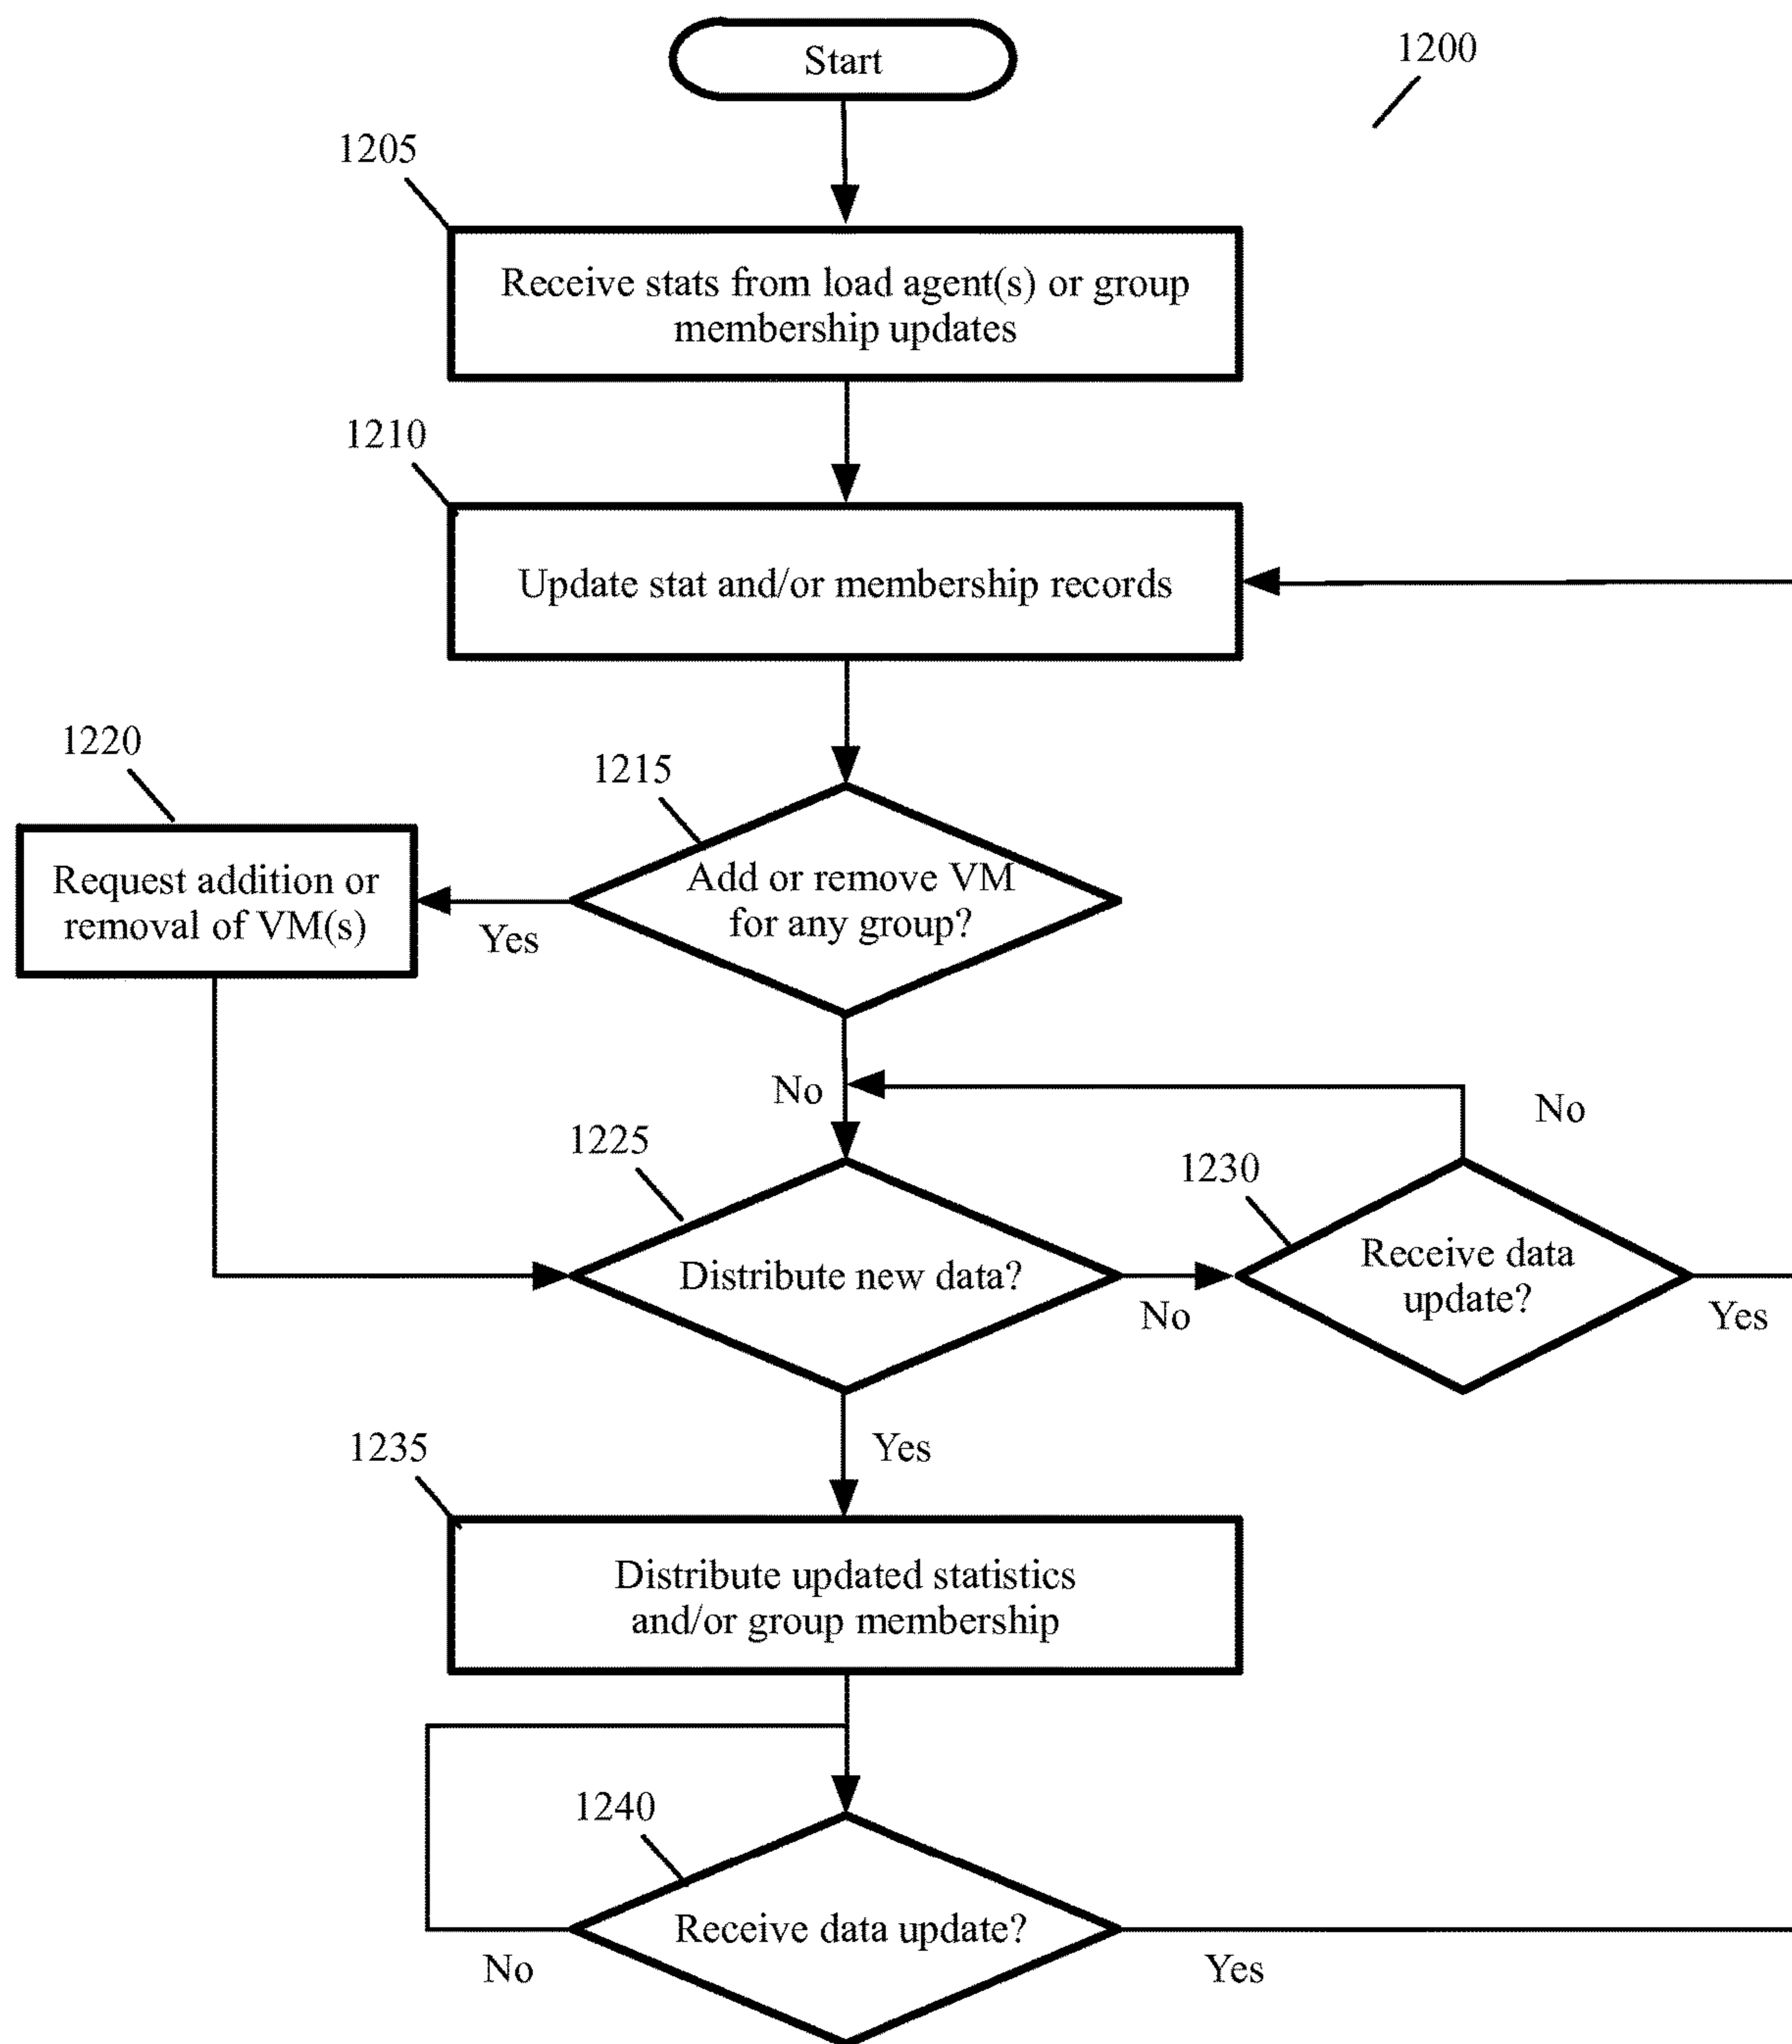 Start
1200
1205
Receive stats from load agent(s) or group
membership updates
1210
Update stat and/or membership records
1220
1215
Request addition or
removal of VM(s)
Add or remove VM
for any group?
Yes
No
No
1225
1230
Distribute new data?
Receive data
update?
No
Yes
Yes
1235
Distribute updated statistics
and/or group membership
1240
Receive data update?
No
Yes